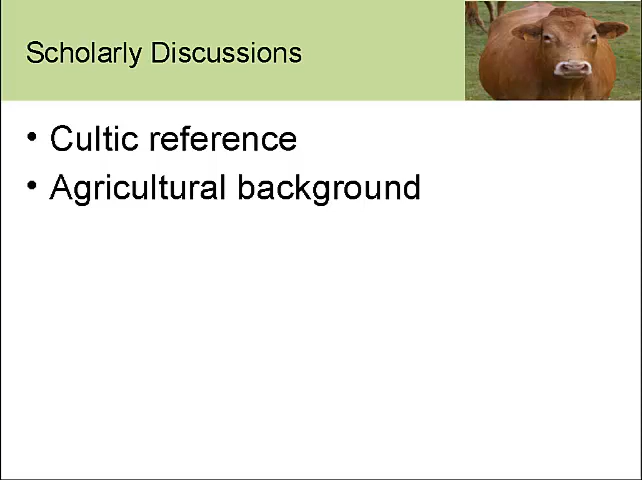 Scholarly Discussions
• Cultic reference
• Agricultural background